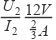 U₂ 12V
I₂ 2/3 A